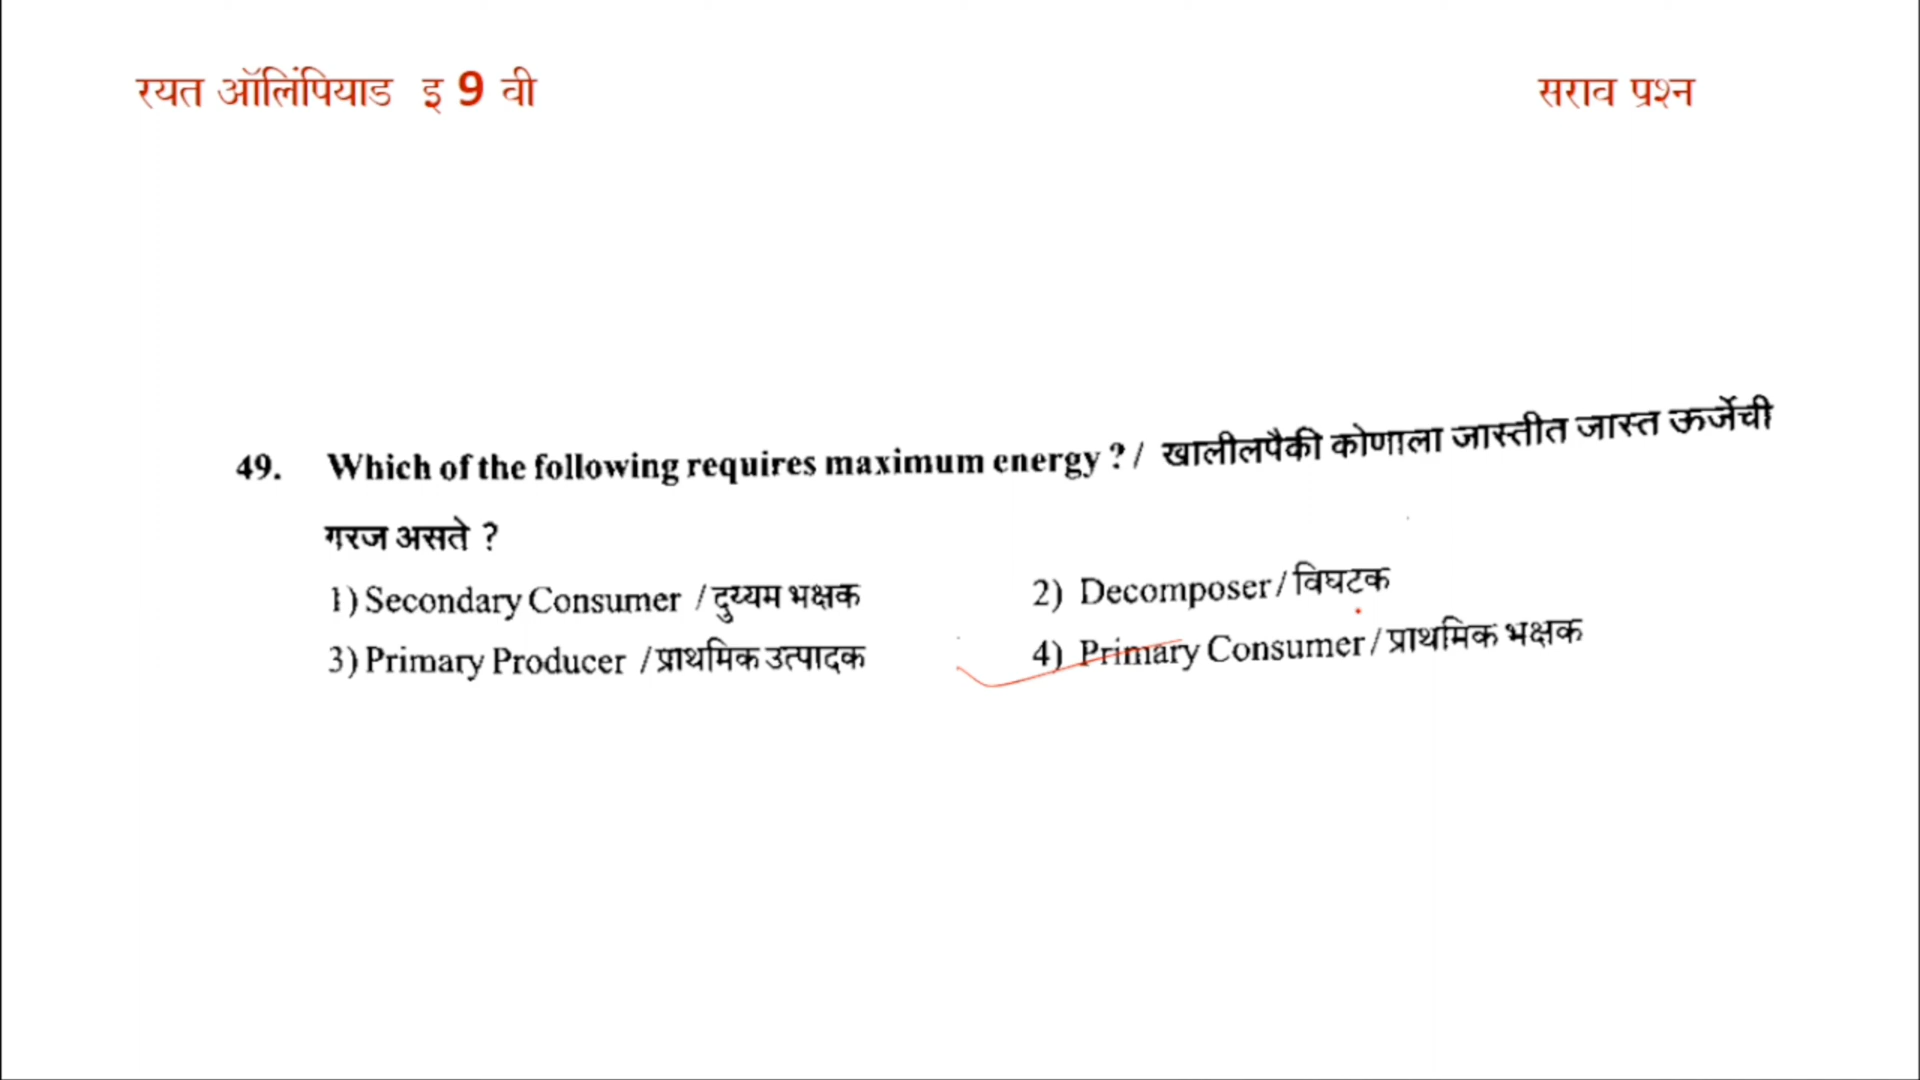 रयत ऑलिंपियाड इ 9 वी
सराव प्रश्न
49. Which of the following requires maximum energy ? / खालीलपैकी कोणाला जास्तीत जास्त ऊर्जेची
गरज असते ?
1) Secondary Consumer / दुय्यम भक्षक 2) Decomposer / विघटक
3) Primary Producer / प्राथमिक उत्पादक 4) Primary Consumer / प्राथमिक भक्षक